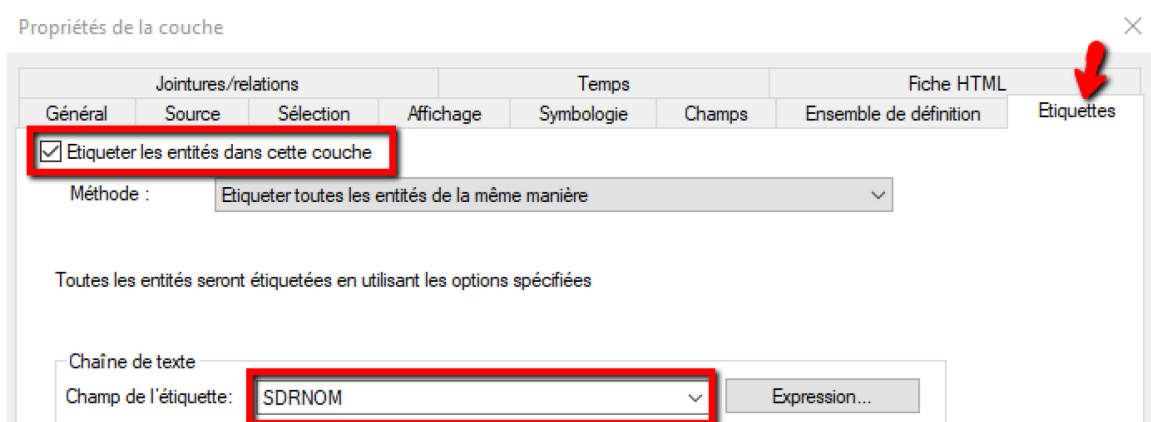 Propriétés de la couche
Jointures/relations Temps Fiche HTML
Général Source Sélection Affichage Symbologie Champs Ensemble de définition Etiquettes
Etiqueter les entités dans cette couche
Méthode : Etiqueter toutes les entités de la même manière
Toutes les entités seront étiquetées en utilisant les options spécifiées
Chaîne de texte
Champ de l'étiquette: SDRNOM Expression...